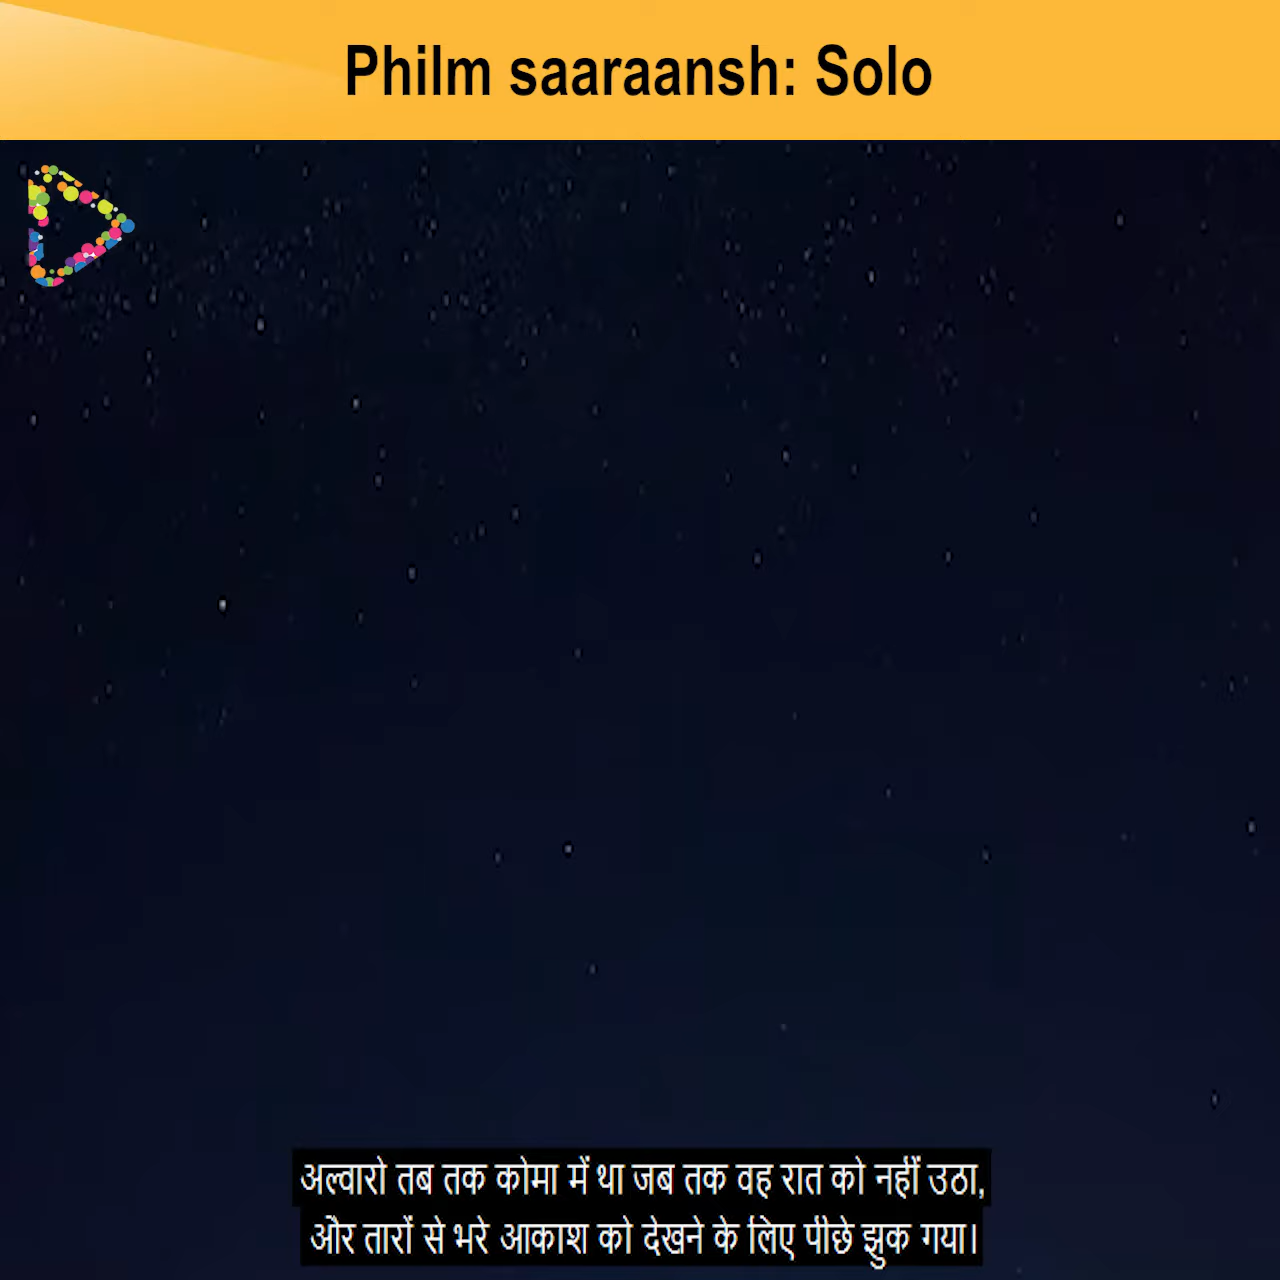 Philm saaraansh: Solo
अल्वारो तब तक कोमा में था जब तक वह रात को नहीं उठा,
और तारों से भरे आकाश को देखने के लिए पीछे झुक गया।